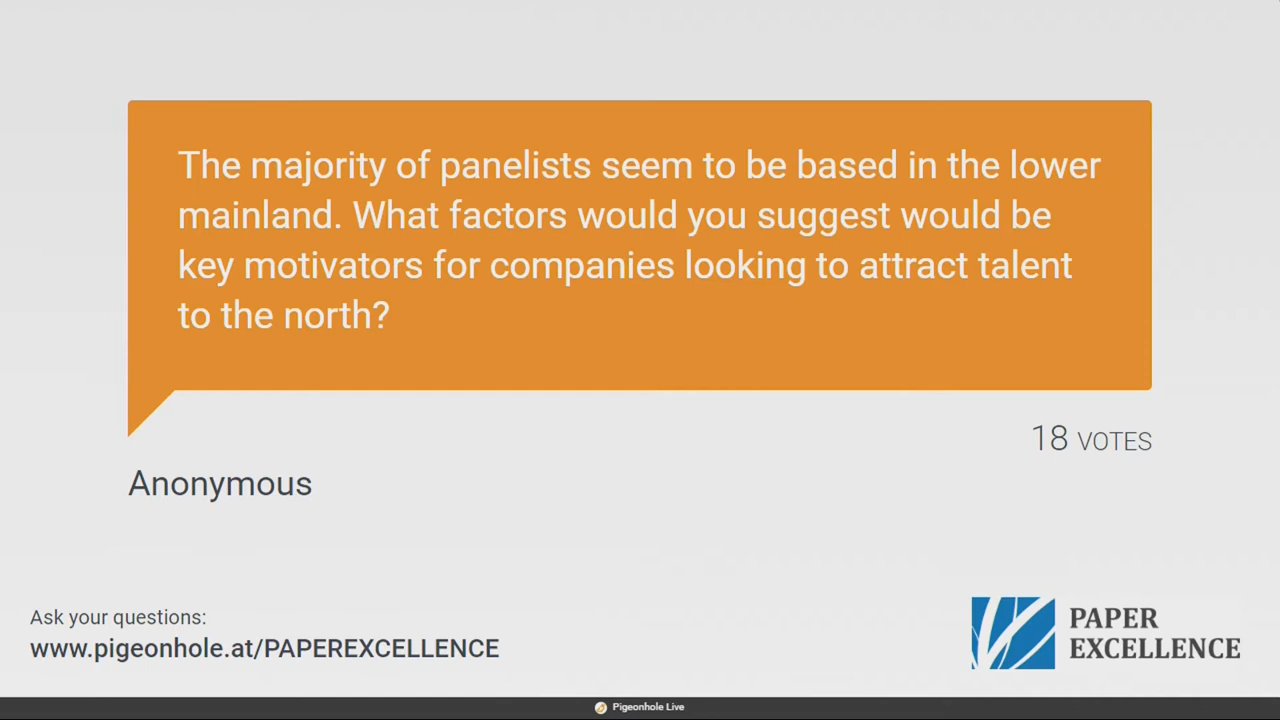 The majority of panelists seem to be based in the lower
mainland. What factors would you suggest would be
key motivators for companies looking to attract talent
to the north?
18 VOTES
Anonymous
Ask your questions:
www.pigeonhole.at/PAPEREXCELLENCE
PAPER
EXCELLENCE
Pigeonhole Live